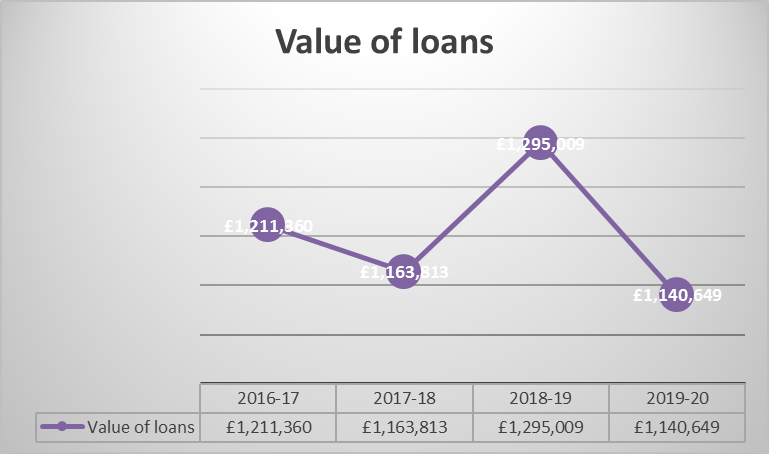 Value of loans
£1,295,009
£1,211,360
£1,163,813
£1,140,649
2016-17 2017-18 2018-19 2019-20
Value of loans £1,211,360 £1,163,813 £1,295,009 £1,140,649